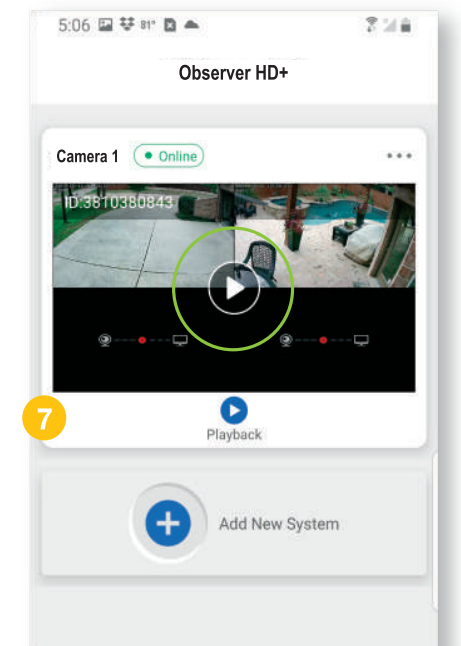 5:06 81°
Observer HD+
Camera 1 Online
ID:3810380843
7
Playback
Add New System